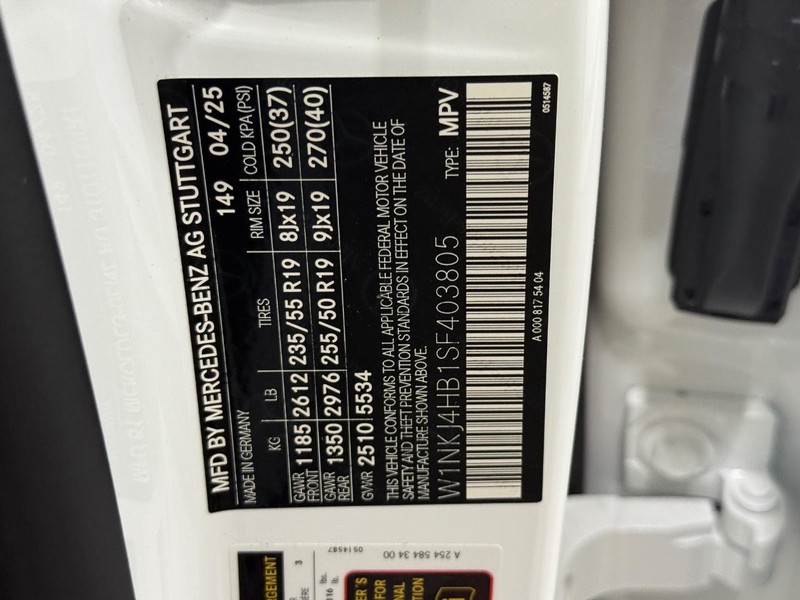 MFD BY MERCEDES-BENZ AG STUTTGART
MADE IN GERMANY 149 04/25
KG LB TIRES RIM SIZE COLD KPA(PSI)
GAWR FRONT 1185 2612 235/55 R19 8Jx19 250(37)
GAWR REAR 1350 2976 255/50 R19 9Jx19 270(40)
GVWR 2510 5534
THIS VEHICLE CONFORMS TO ALL APPLICABLE FEDERAL MOTOR VEHICLE
SAFETY AND THEFT PREVENTION STANDARDS IN EFFECT ON THE DATE OF
MANUFACTURE SHOWN ABOVE.
W1NKJ4HB1SF403805 TYPE: MPV
A 000 817 54 04
0514587
A 254 584 34 00
0514587
3